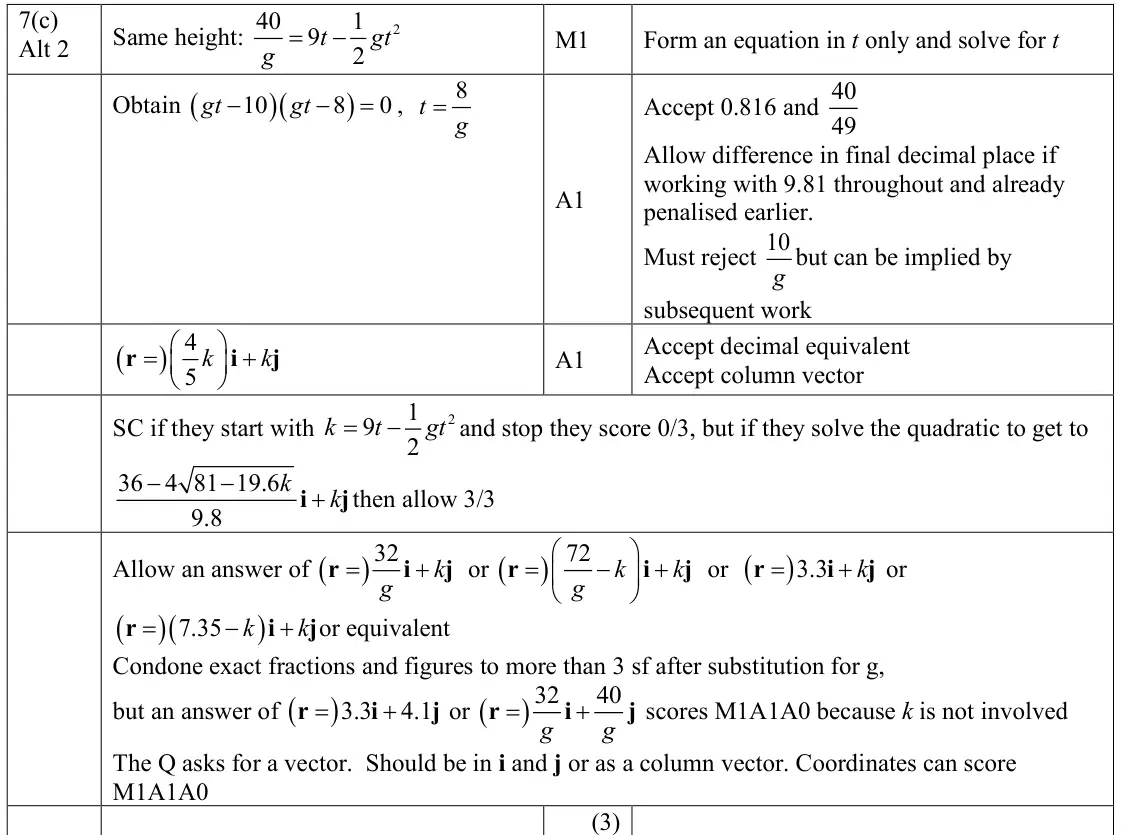 7(c)
Alt 2
Same height: 40/g = 9t − 1/2 gt²
M1
Form an equation in t only and solve for t
Obtain (gt − 10)(gt − 8) = 0 , t = 8/g
A1
Accept 0.816 and 40/49
Allow difference in final decimal place if
working with 9.81 throughout and already
penalised earlier.
Must reject 10/g but can be implied by
subsequent work
(r =)(4/5 k)i + kj
A1
Accept decimal equivalent
Accept column vector
SC if they start with k = 9t − 1/2 gt² and stop they score 0/3, but if they solve the quadratic to get to
(36 − 4√(81 − 19.6k))/9.8 i + kj then allow 3/3
Allow an answer of (r =) 32/g i + kj or (r =)(72/g − k)i + kj or (r =)3.3i + kj or
(r =)(7.35 − k)i + kj or equivalent
Condone exact fractions and figures to more than 3 sf after substitution for g,
but an answer of (r =)3.3i + 4.1j or (r =) 32/g i + 40/g j scores M1A1A0 because k is not involved
The Q asks for a vector. Should be in i and j or as a column vector. Coordinates can score
M1A1A0
(3)